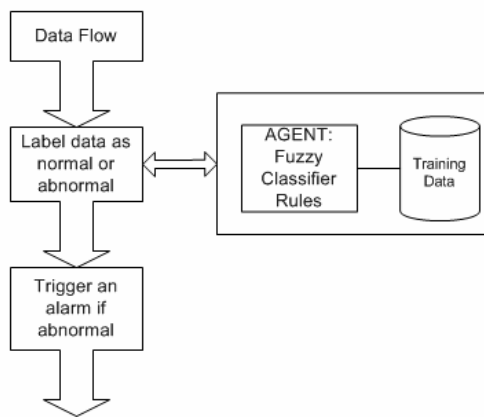 Data Flow
Label data as
normal or
abnormal
AGENT:
Fuzzy
Classifier
Rules
Training
Data
Trigger an
alarm if
abnormal